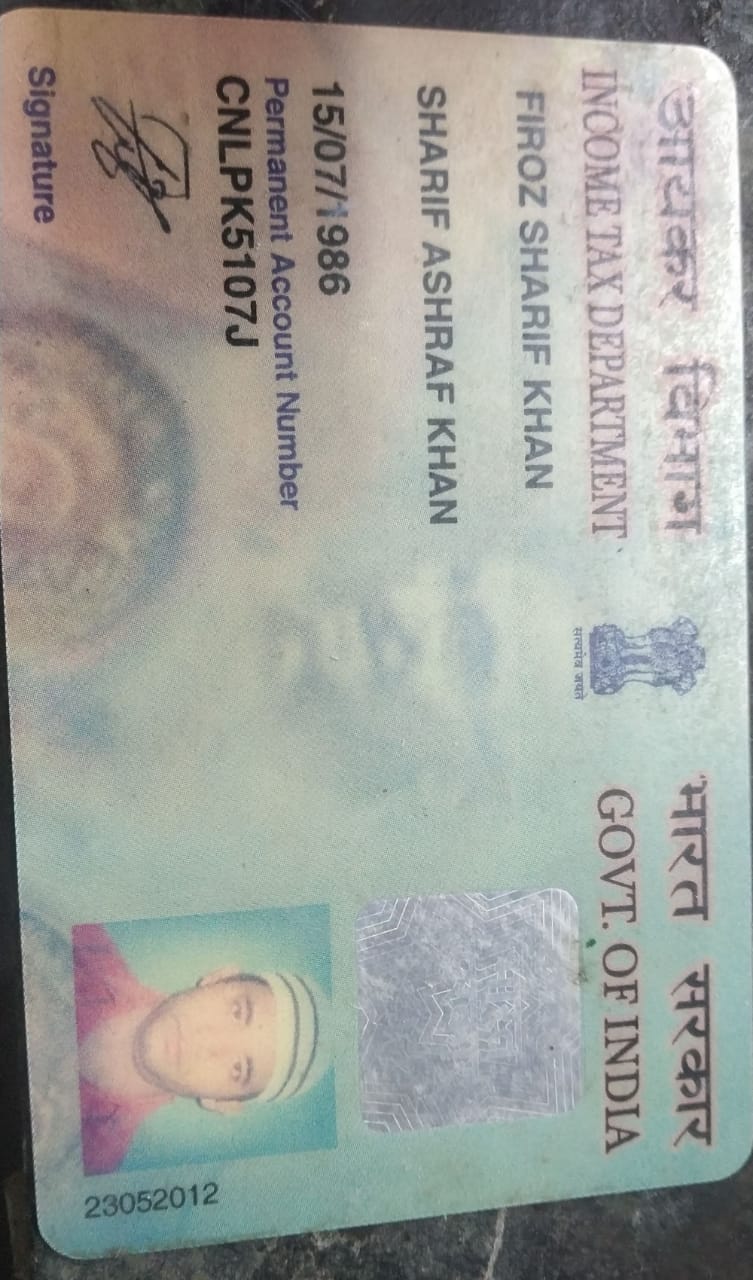 आयकर विभाग
INCOME TAX DEPARTMENT
भारत सरकार
GOVT. OF INDIA
सत्यमेव जयते
FIROZ SHARIF KHAN
SHARIF ASHRAF KHAN
15/07/1986
Permanent Account Number
CNLPK5107J
Signature
23052012